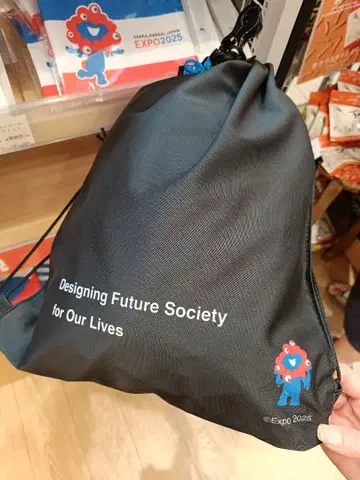 OSAKA, KANSAI, JAPAN
EXPO2025
Designing Future Society
for Our Lives
©Expo 2025